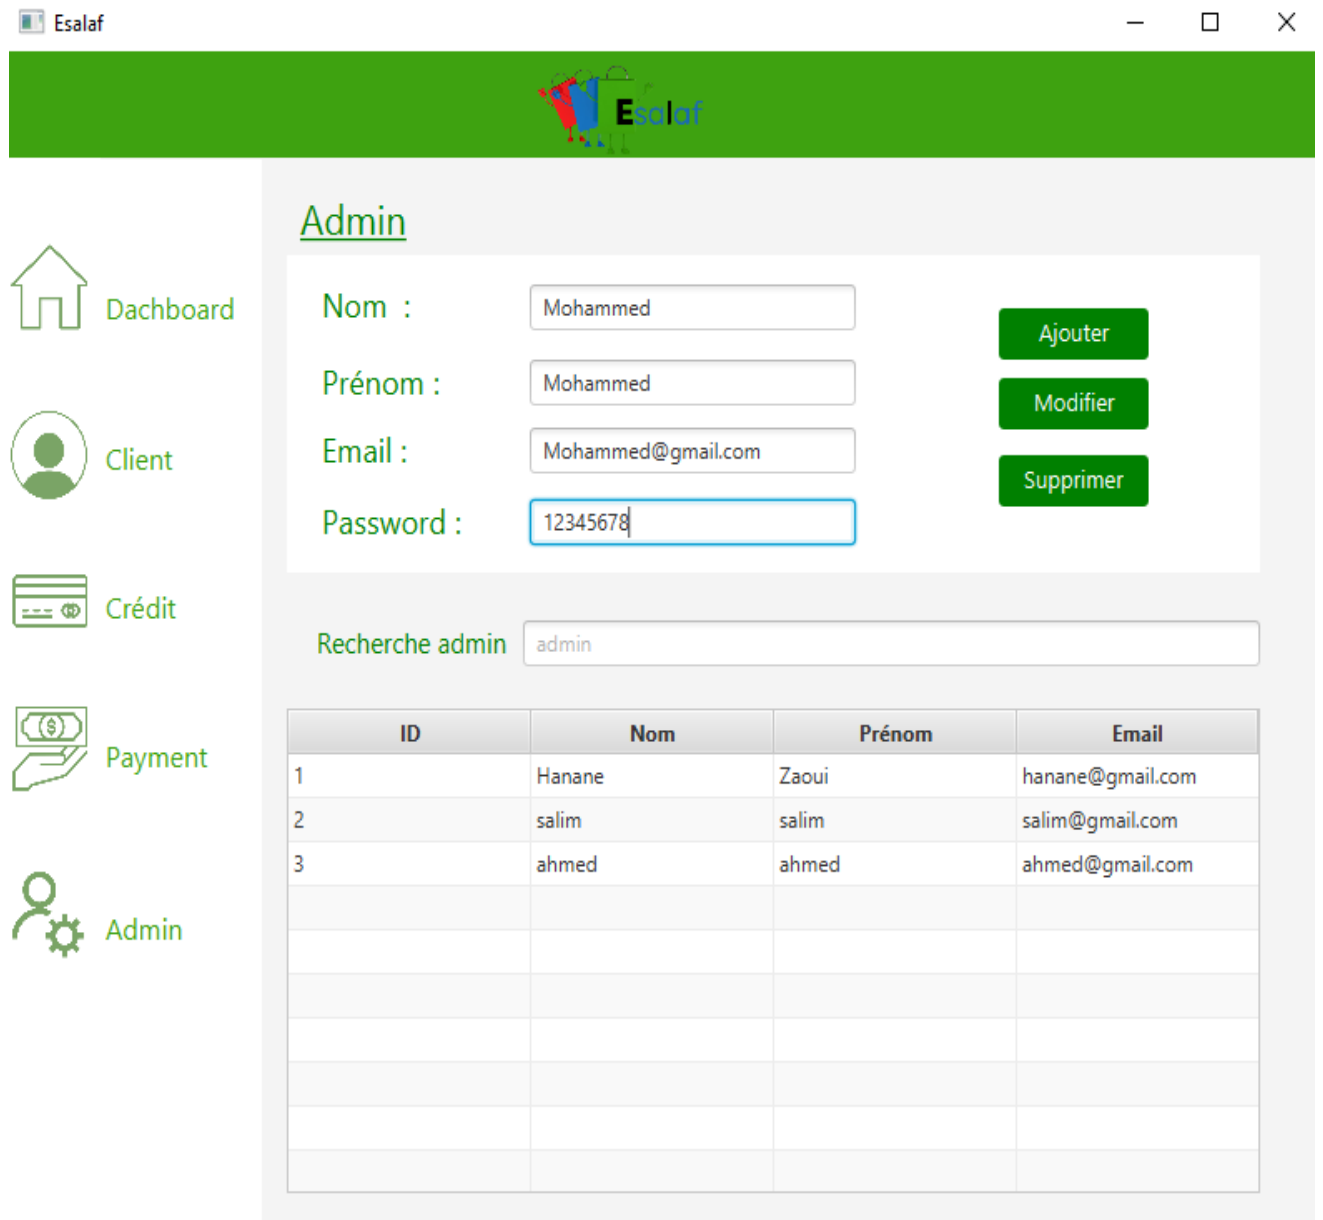 Esalaf
Esalaf
Admin
Dachboard
Client
Crédit
Payment
Admin
Nom :
Mohammed
Prénom :
Mohammed
Email :
Mohammed@gmail.com
Password :
12345678
Ajouter
Modifier
Supprimer
Recherche admin admin
ID Nom Prénom Email
1 Hanane Zaoui hanane@gmail.com
2 salim salim salim@gmail.com
3 ahmed ahmed ahmed@gmail.com